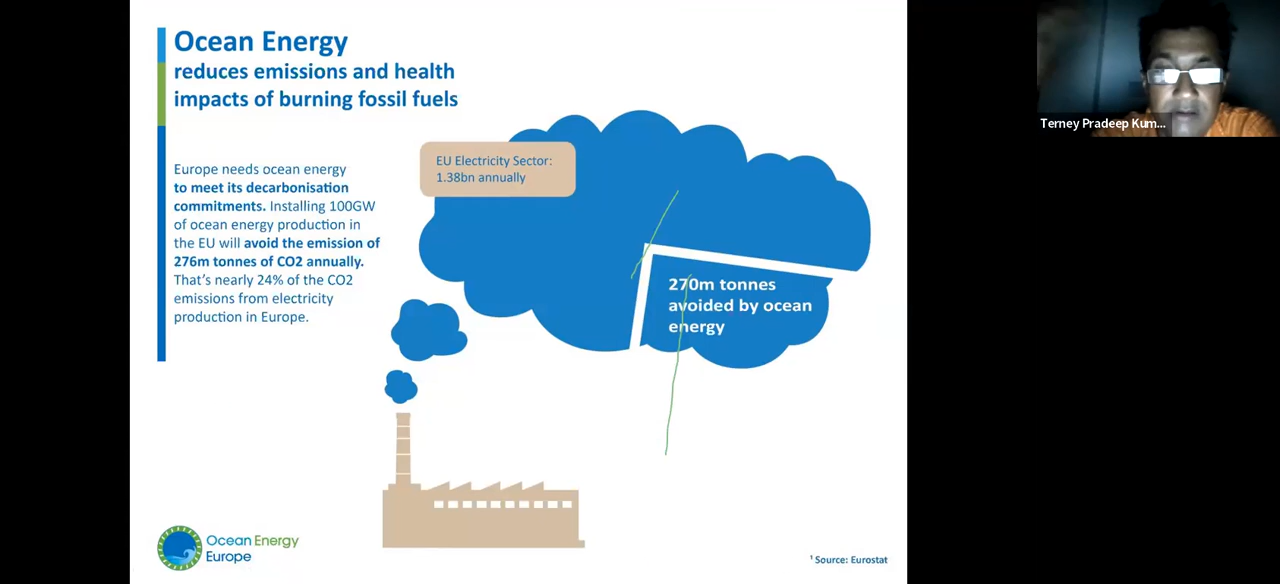 Ocean Energy
reduces emissions and health
impacts of burning fossil fuels
Europe needs ocean energy
to meet its decarbonisation
commitments. Installing 100GW
of ocean energy production in
the EU will avoid the emission of
276m tonnes of CO2 annually.
That's nearly 24% of the CO2
emissions from electricity
production in Europe.
EU Electricity Sector:
1.38bn annually
270m tonnes
avoided by ocean
energy
Ocean Energy
Europe
¹ Source: Eurostat
Terney Pradeep Kum...